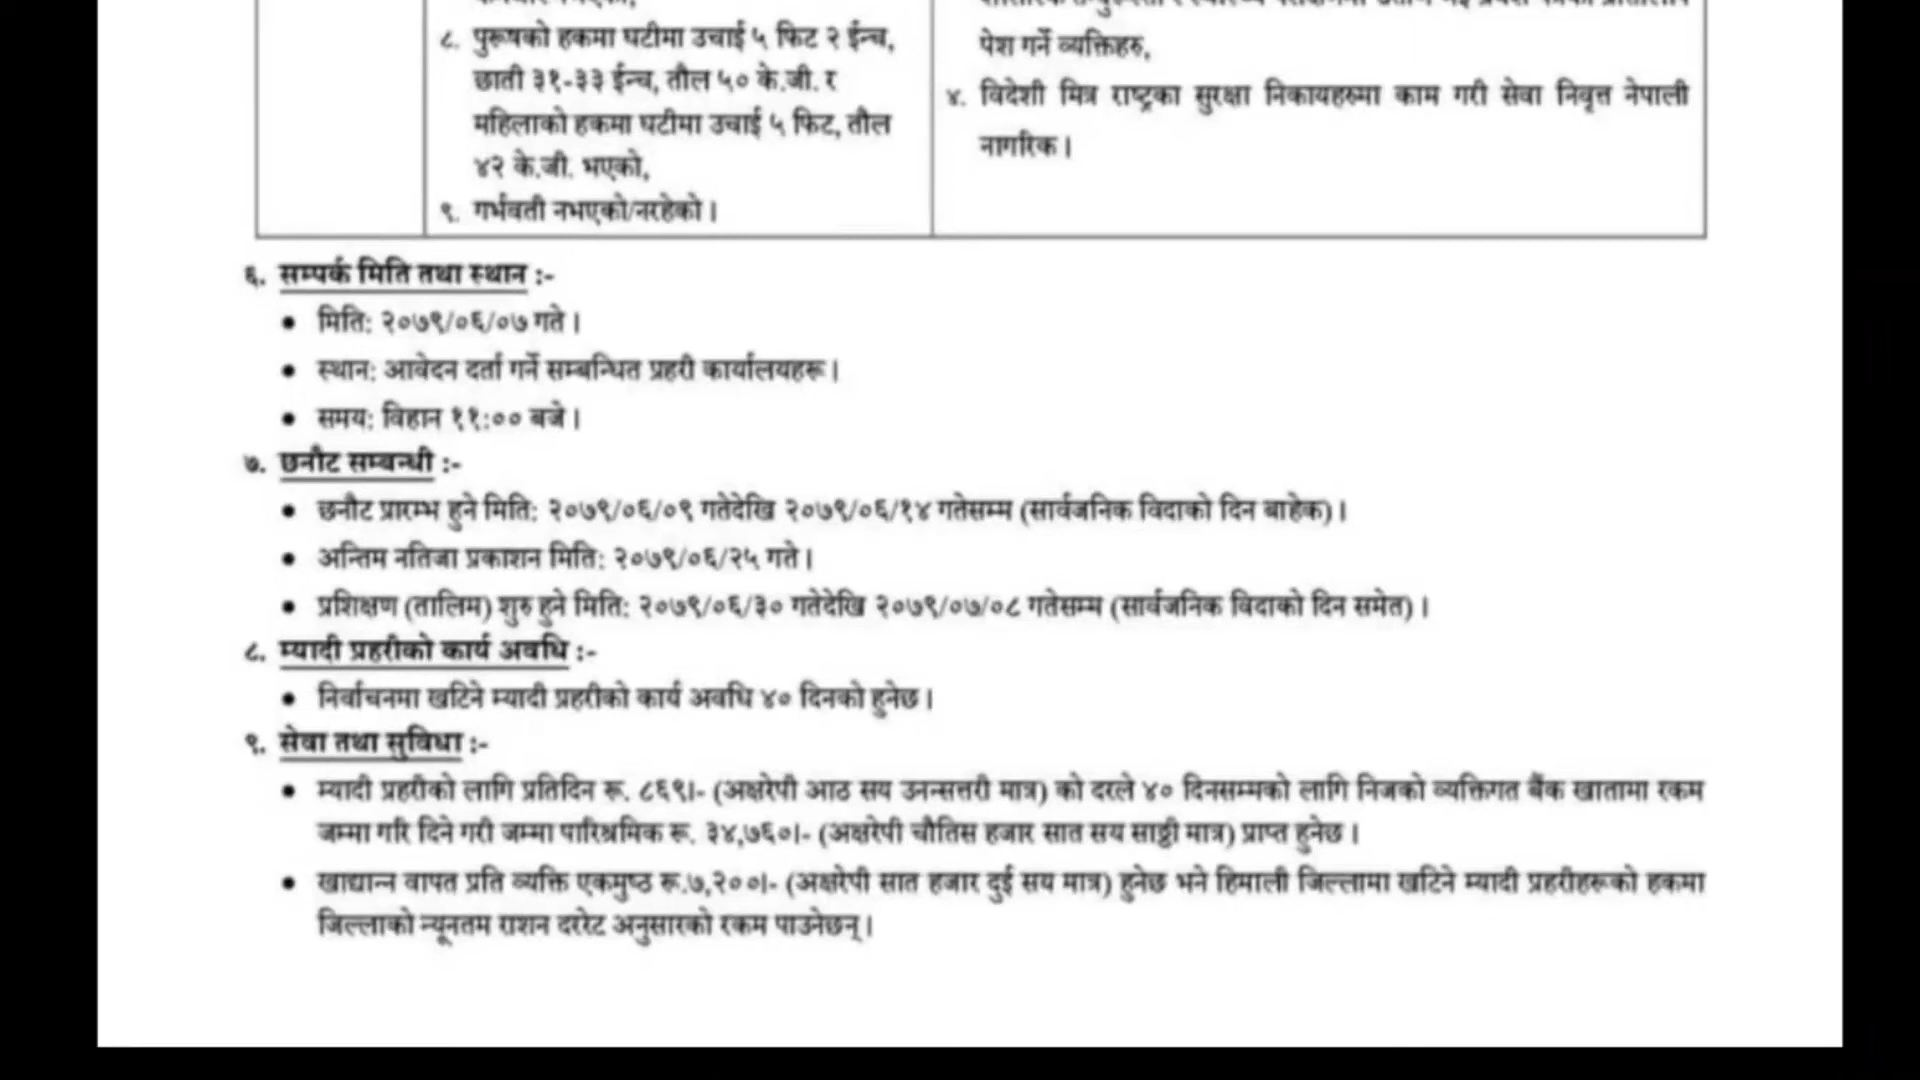 ८. पुरूषको हकमा घटीमा उचाई ५ फिट २ ईन्च,
छाती ३१-३३ ईन्च, तौल ५० के.जी. र
महिलाको हकमा घटीमा उचाई ५ फिट, तौल
४२ के.जी. भएको,
९. गर्भवती नभएको/नरहेको।
पेश गर्ने व्यक्तिहरु,
४. विदेशी मित्र राष्ट्रका सुरक्षा निकायहरुमा काम गरी सेवा निवृत्त नेपाली
नागरिक।
६. सम्पर्क मिति तथा स्थान :-
● मिति: २०७९/०६/०७ गते।
● स्थान: आवेदन दर्ता गर्ने सम्बन्धित प्रहरी कार्यालयहरू।
● समय: विहान ११:०० बजे।
७. छनौट सम्बन्धी :-
● छनौट प्रारम्भ हुने मिति: २०७९/०६/०९ गतेदेखि २०७९/०६/१४ गतेसम्म (सार्वजनिक विदाको दिन बाहेक)।
● अन्तिम नतिजा प्रकाशन मिति: २०७९/०६/२५ गते।
● प्रशिक्षण (तालिम) शुरु हुने मिति: २०७९/०६/३० गतेदेखि २०७९/०७/०८ गतेसम्म (सार्वजनिक विदाको दिन समेत)।
८. म्यादी प्रहरीको कार्य अवधि :-
● निर्वाचनमा खटिने म्यादी प्रहरीको कार्य अवधि ४० दिनको हुनेछ।
९. सेवा तथा सुविधा :-
● म्यादी प्रहरीको लागि प्रतिदिन रू. ८६९।- (अक्षरेपी आठ सय उनन्सत्तरी मात्र) को दरले ४० दिनसम्मको लागि निजको व्यक्तिगत बैंक खातामा रकम
जम्मा गरि दिने गरी जम्मा पारिश्रमिक रू. ३४,७६०।- (अक्षरेपी चौतिस हजार सात सय साठ्ठी मात्र) प्राप्त हुनेछ।
● खाद्यान्न वापत प्रति व्यक्ति एकमुष्ठ रू.७,२००।- (अक्षरेपी सात हजार दुई सय मात्र) हुनेछ भने हिमाली जिल्लामा खटिने म्यादी प्रहरीहरूको हकमा
जिल्लाको न्यूनतम राशन दररेट अनुसारको रकम पाउनेछन्।